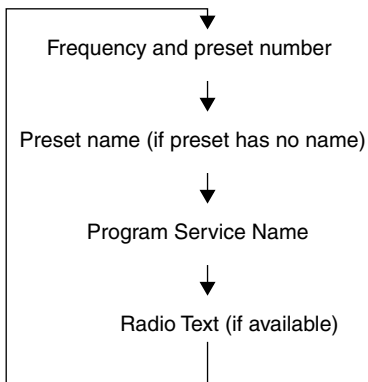 Frequency and preset number
Preset name (if preset has no name)
Program Service Name
Radio Text (if available)